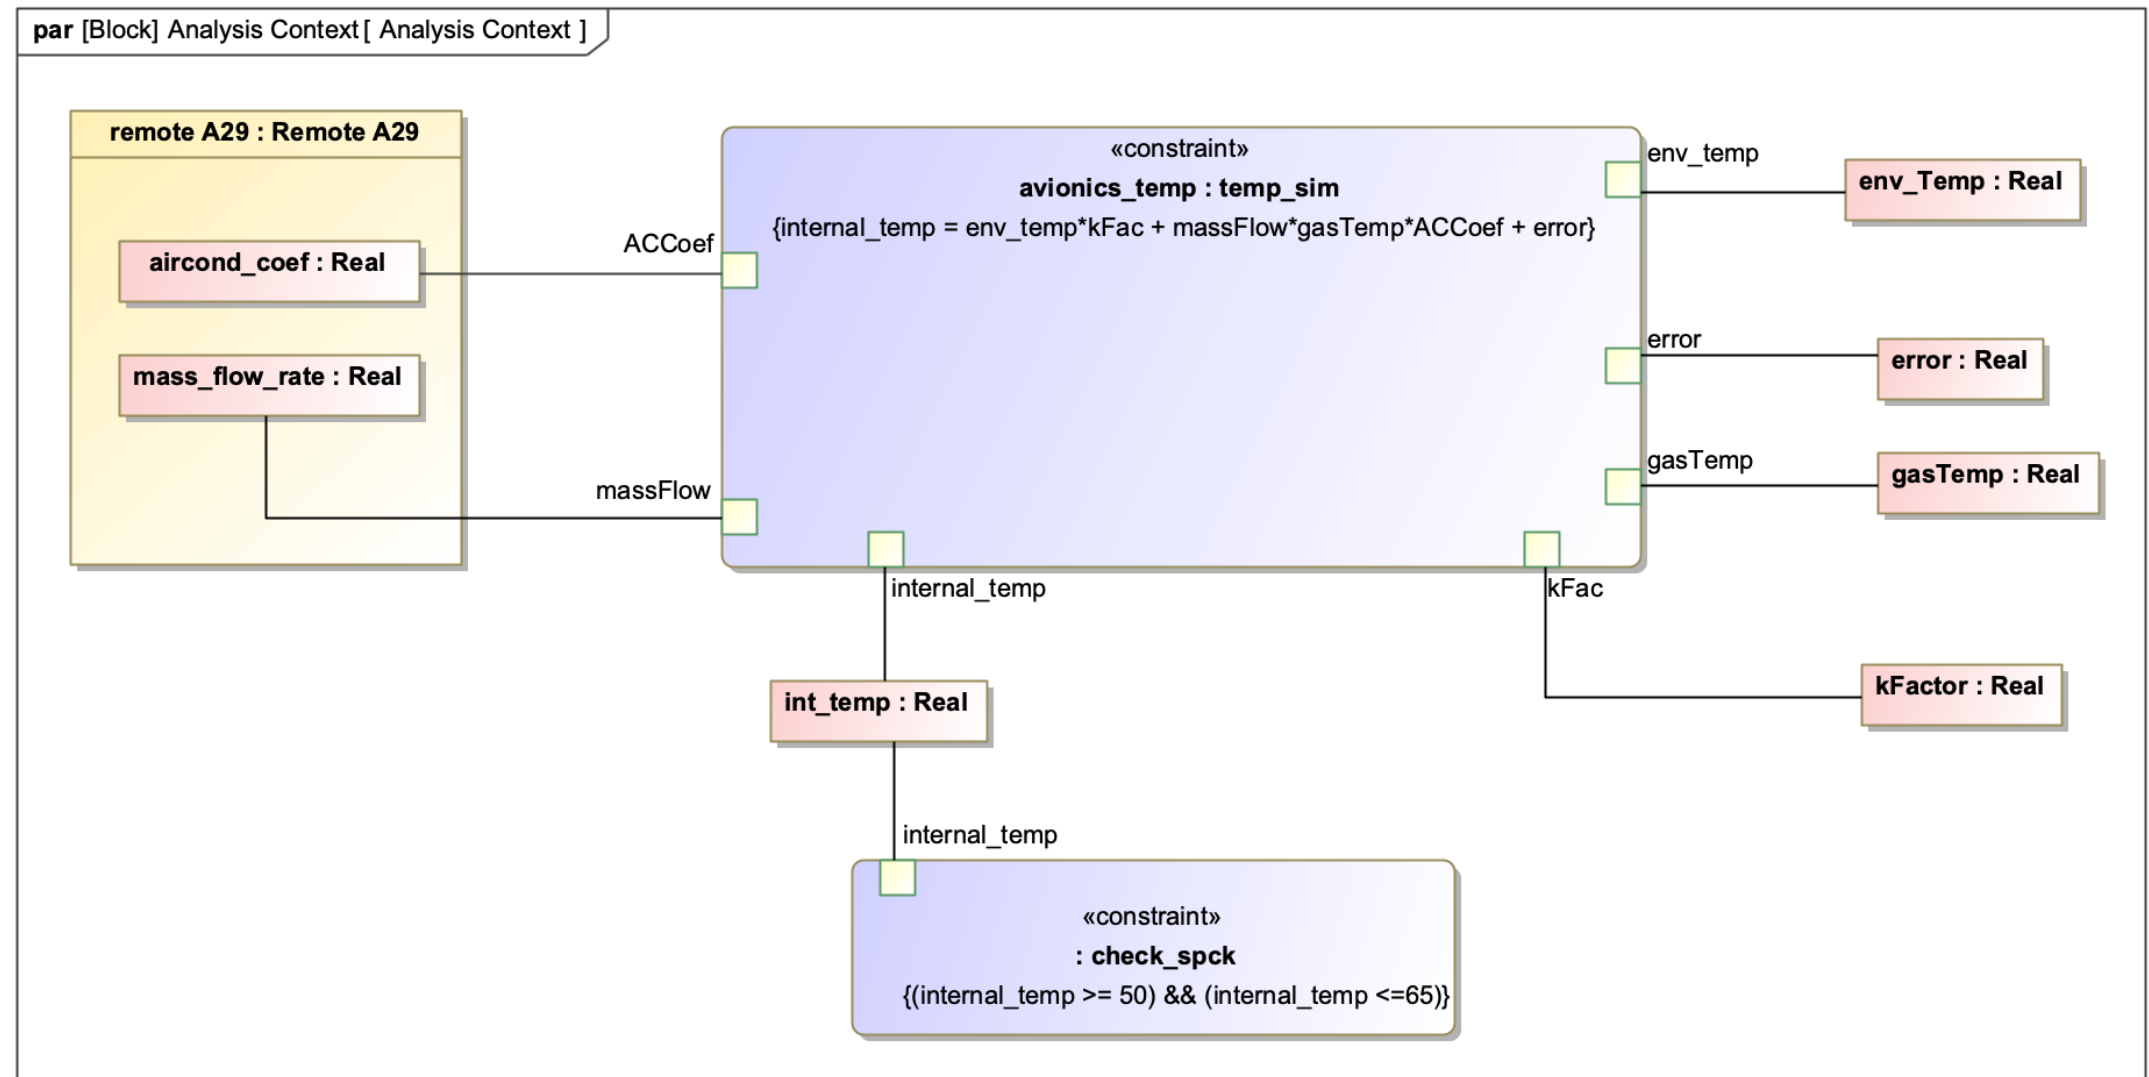 par [Block] Analysis Context [ Analysis Context ]
remote A29 : Remote A29
aircond_coef : Real
mass_flow_rate : Real
ACCoef
massFlow
«constraint»
avionics_temp : temp_sim
{internal_temp = env_temp*kFac + massFlow*gasTemp*ACCoef + error}
env_temp
env_Temp : Real
error
error : Real
gasTemp
gasTemp : Real
internal_temp
kFac
int_temp : Real
kFactor : Real
internal_temp
«constraint»
: check_spck
{(internal_temp >= 50) && (internal_temp <=65)}